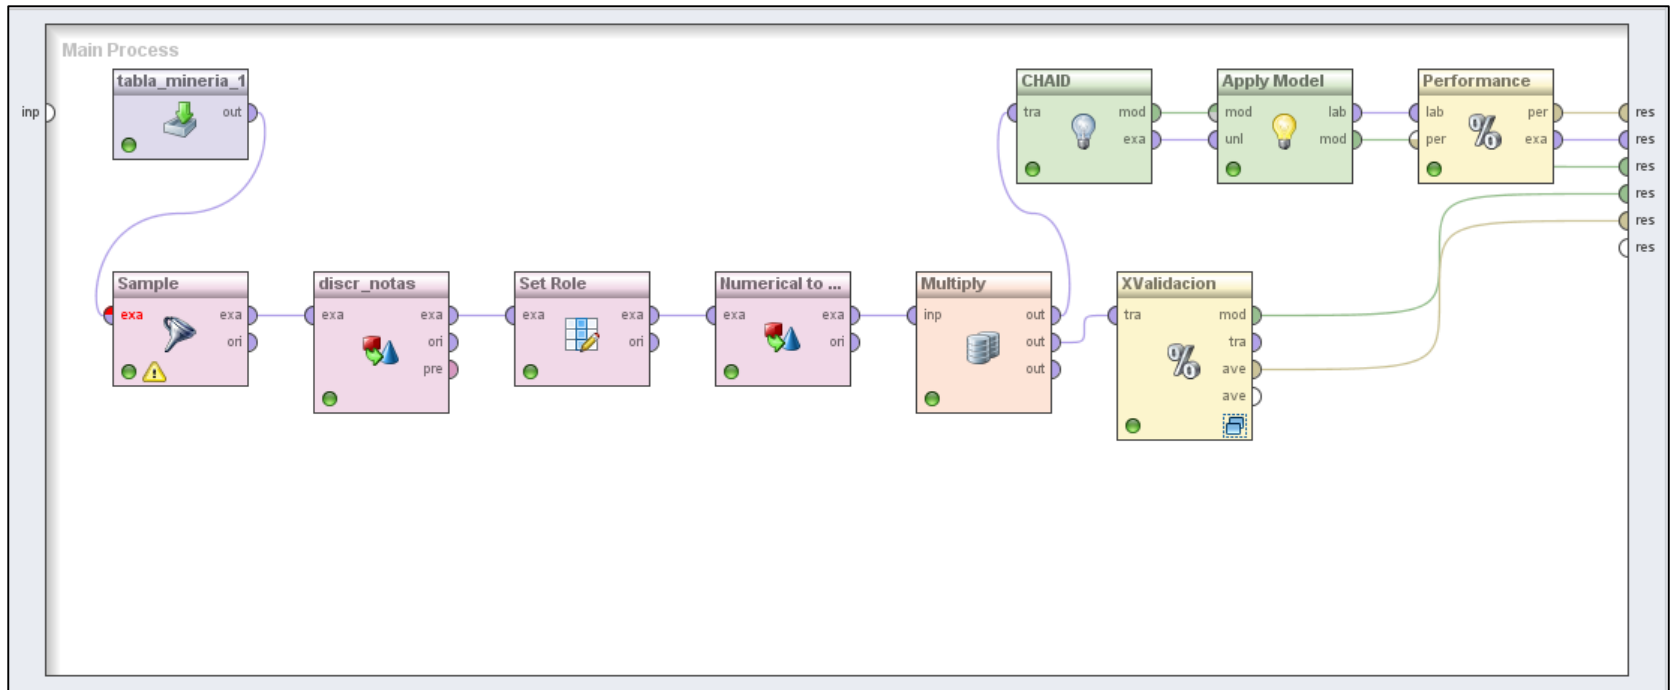 Main Process
inp
tabla_mineria_1
out
CHAID
tra
mod
exa
Apply Model
mod
lab
unl
mod
Performance
lab
per
per
exa
res
res
res
res
res
res
Sample
exa
exa
ori
discr_notas
exa
exa
ori
pre
Set Role
exa
exa
ori
Numerical to ...
exa
exa
ori
Multiply
inp
out
out
out
XValidacion
tra
mod
tra
ave
ave